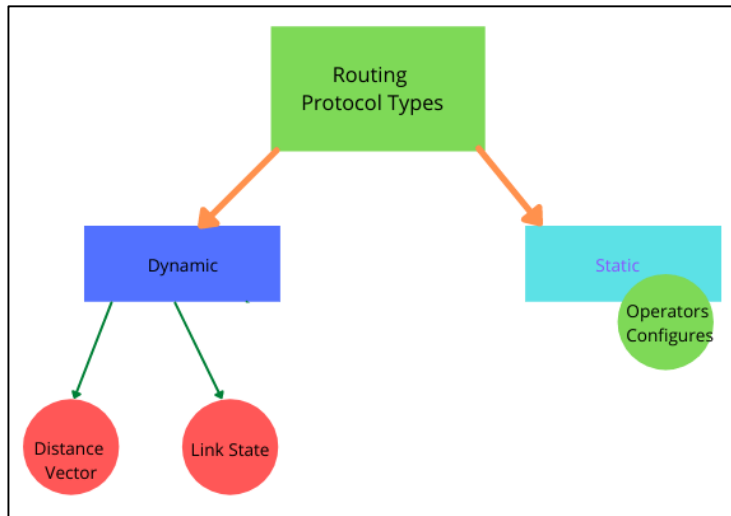 Routing
Protocol Types
Dynamic
Static
Operators
Configures
Distance
Vector
Link State